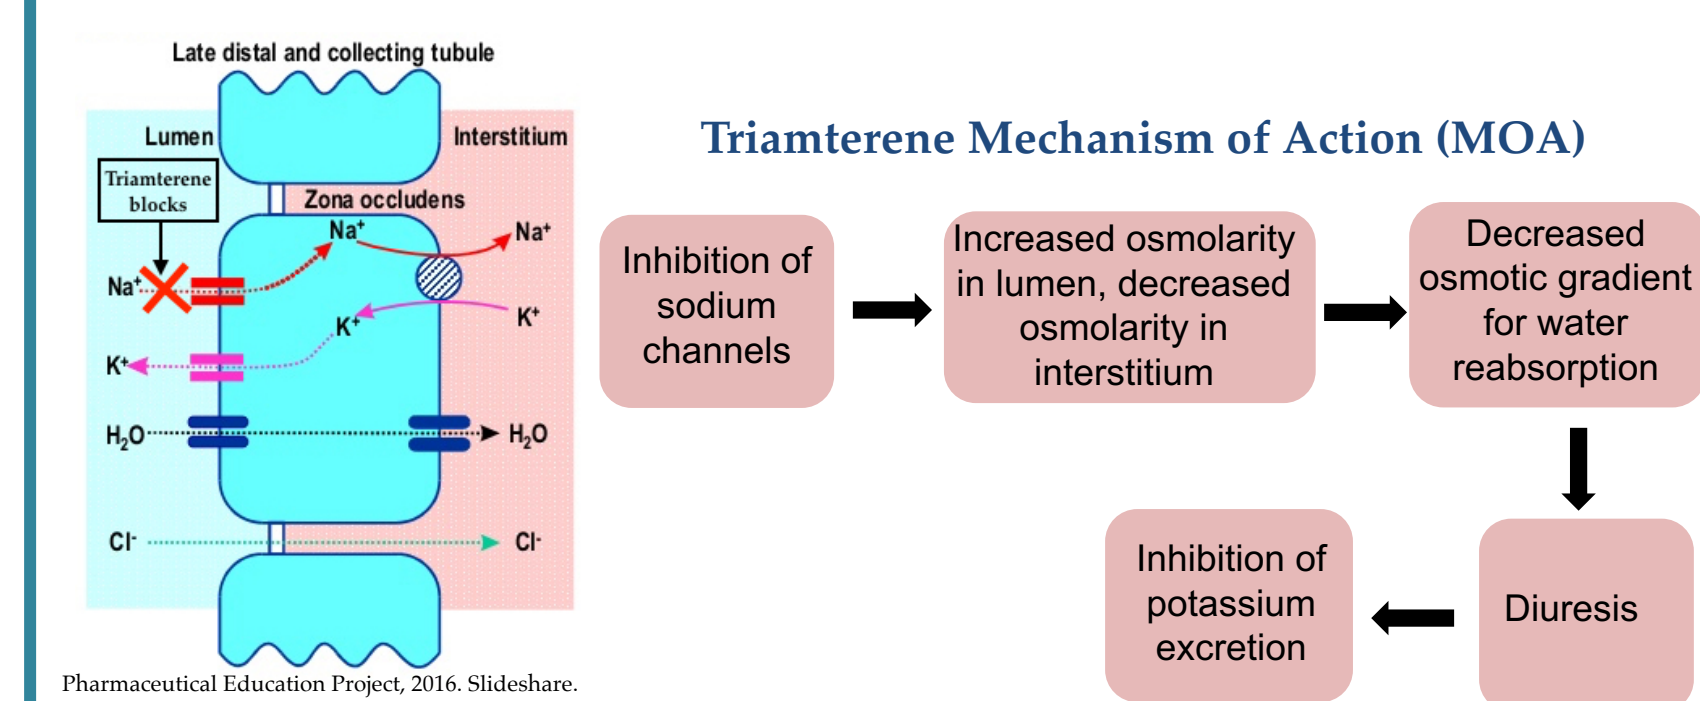 Late distal and collecting tubule
Lumen
Interstitium
Triamterene
blocks
Zona occludens
Na⁺
Na⁺
Na⁺
K⁺
K⁺
K⁺
H₂O
H₂O
Cl⁻
Cl⁻
Pharmaceutical Education Project, 2016. Slideshare.
Triamterene Mechanism of Action (MOA)
Inhibition of
sodium
channels
Increased osmolarity
in lumen, decreased
osmolarity in
interstitium
Decreased
osmotic gradient
for water
reabsorption
Diuresis
Inhibition of
potassium
excretion